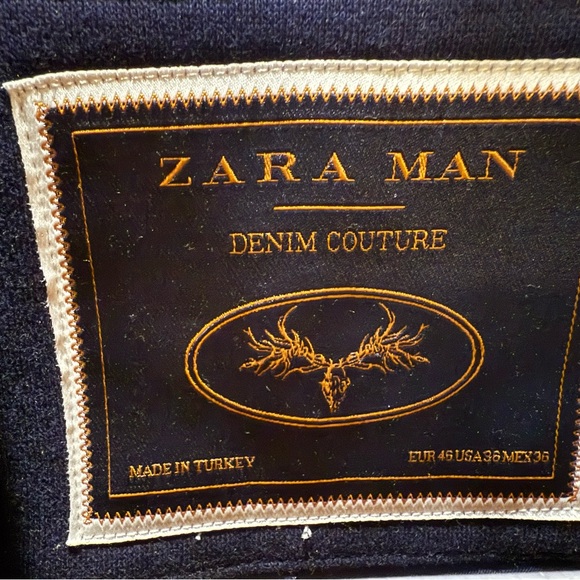 ZARA MAN
DENIM COUTURE
MADE IN TURKEY
EUR 46 USA 36 MEX 36